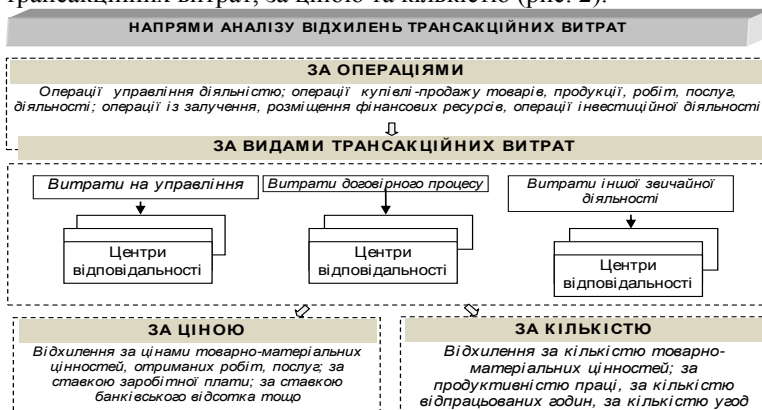 трансакційних витрат, за ціною та кількістю (рис. 2).
НАПРЯМИ АНАЛІЗУ ВІДХИЛЕНЬ ТРАНСАКЦІЙНИХ ВИТРАТ
ЗА ОПЕРАЦІЯМИ
Операції управління діяльністю; операції купівлі-продажу товарів, продукції, робіт, послуг,
діяльності; операції із залучення, розміщення фінансових ресурсів, операції інвестиційної діяльності
ЗА ВИДАМИ ТРАНСАКЦІЙНИХ ВИТРАТ
Витрати на управління
Витрати договірного процесу
Витрати іншої звичайної
діяльності
Центри
відповідальності
Центри
відповідальності
Центри
відповідальності
ЗА ЦІНОЮ
Відхилення за цінами товарно-матеріальних
цінностей, отриманих робіт, послуг; за
ставкою заробітної плати; за ставкою
банківського відсотка тощо
ЗА КІЛЬКІСТЮ
Відхилення за кількістю товарно-
матеріальних цінностей; за
продуктивністю праці, за кількістю
відпрацьованих годин, за кількістю угод